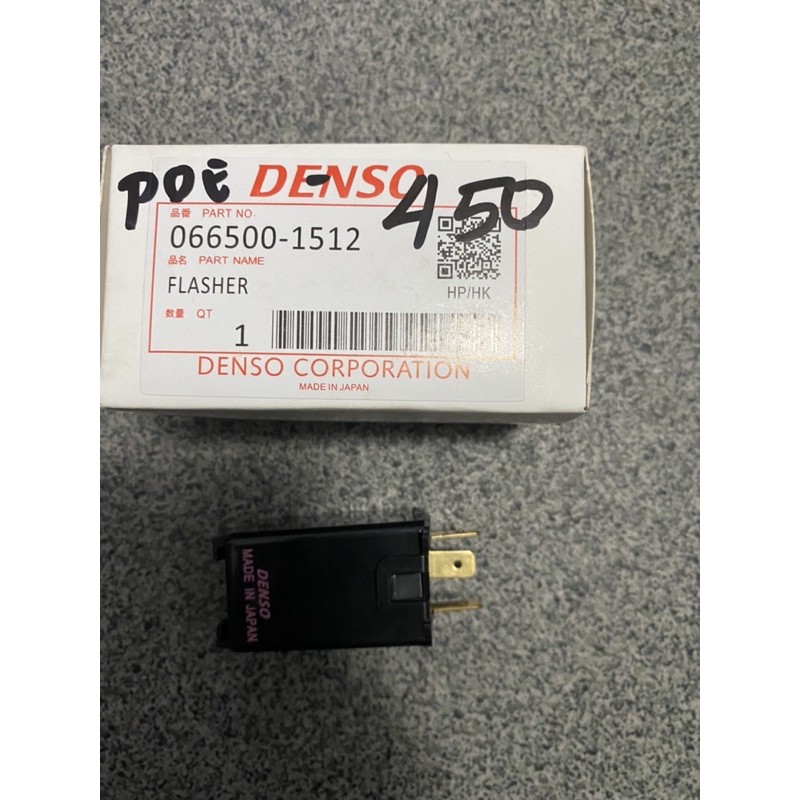 POE DENSO 450
品番 PART NO.
066500-1512
品名 PART NAME
FLASHER
HP/HK
数量 QT
1
DENSO CORPORATION
MADE IN JAPAN
DENSO
MADE IN JAPAN